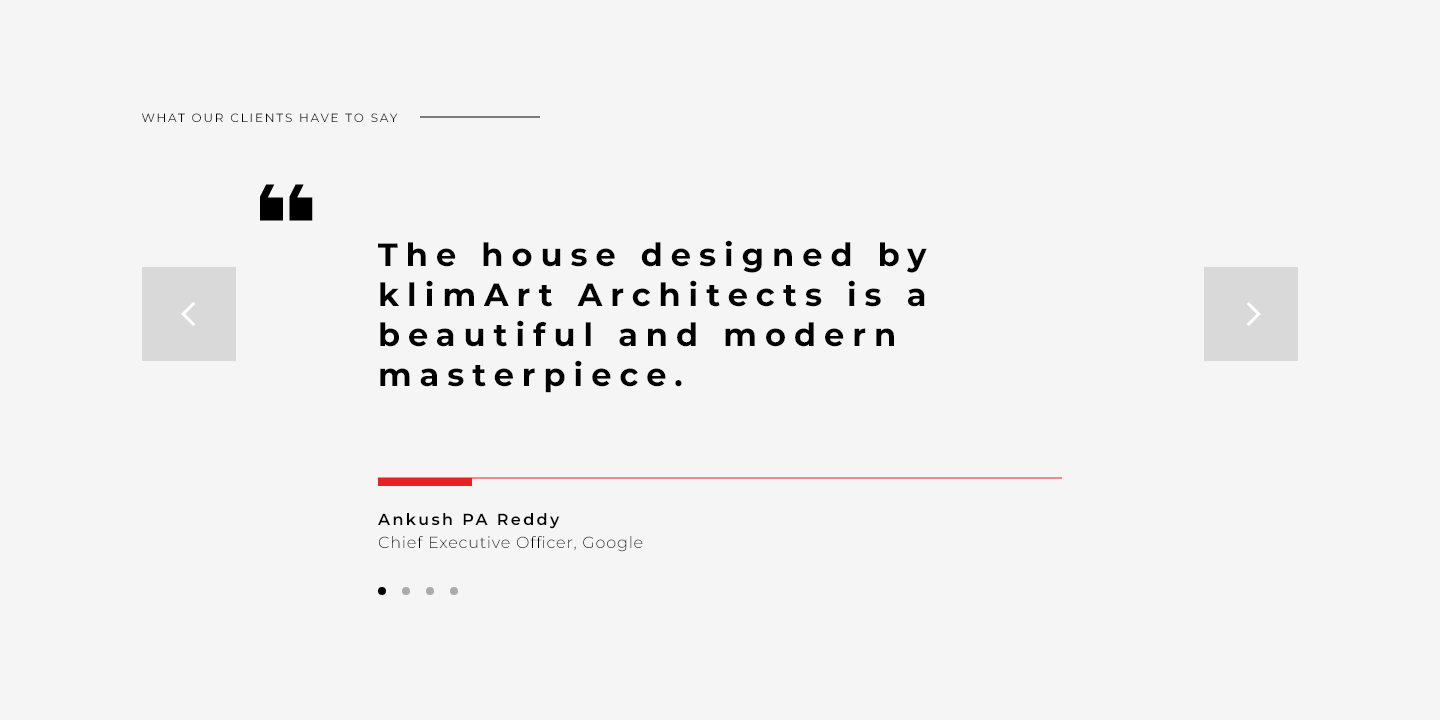 WHAT OUR CLIENTS HAVE TO SAY
❝
The house designed by
klimArt Architects is a
beautiful and modern
masterpiece.
Ankush PA Reddy
Chief Executive Officer, Google